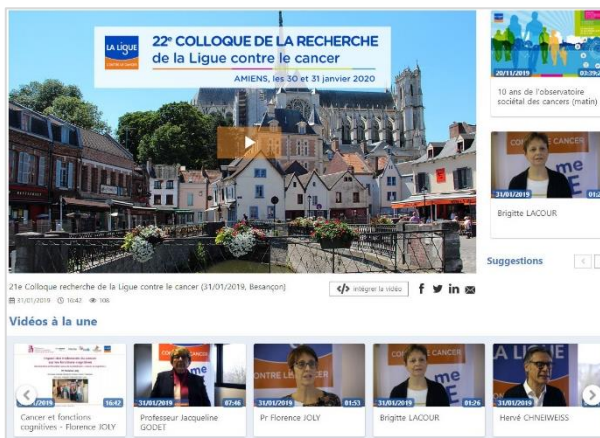 LA LIGUE
CONTRE LE CANCER
22e COLLOQUE DE LA RECHERCHE
de la Ligue contre le cancer
AMIENS, les 30 et 31 janvier 2020
20/11/2019
10 ans de l'observatoire
sociétal des cancers (matin)
31/01/2019
Brigitte LACOUR
Suggestions
21e Colloque recherche de la Ligue contre le cancer (31/01/2019, Besançon)
</> intégrer la vidéo
31/01/2019 16:42 106
Vidéos à la une
16:42
Cancer et fonctions
cognitives - Florence JOLY
31/01/2019 07:46
Professeur Jacqueline
GODET
CONTRE LE CANCER
31/01/2019 01:53
Pr Florence JOLY
31/01/2019 01:26
Brigitte LACOUR
LA LIGUE
31/01/2019
Hervé CHNEIWEISS